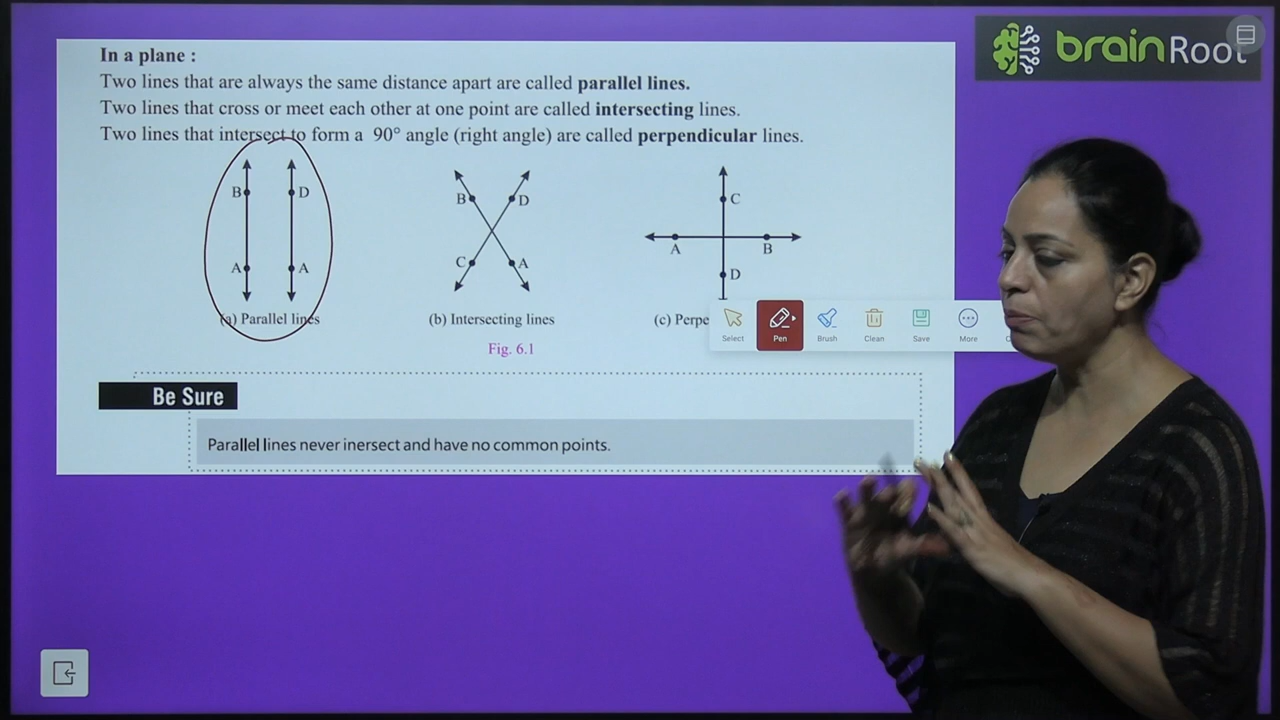 brainRoot
In a plane :
Two lines that are always the same distance apart are called parallel lines.
Two lines that cross or meet each other at one point are called intersecting lines.
Two lines that intersect to form a 90° angle (right angle) are called perpendicular lines.
B D
A A
(a) Parallel lines
B D
C A
(b) Intersecting lines
C
A B
D
(c) Perpe
Select Pen Brush Clean Save More
Fig. 6.1
Be Sure
Parallel lines never inersect and have no common points.